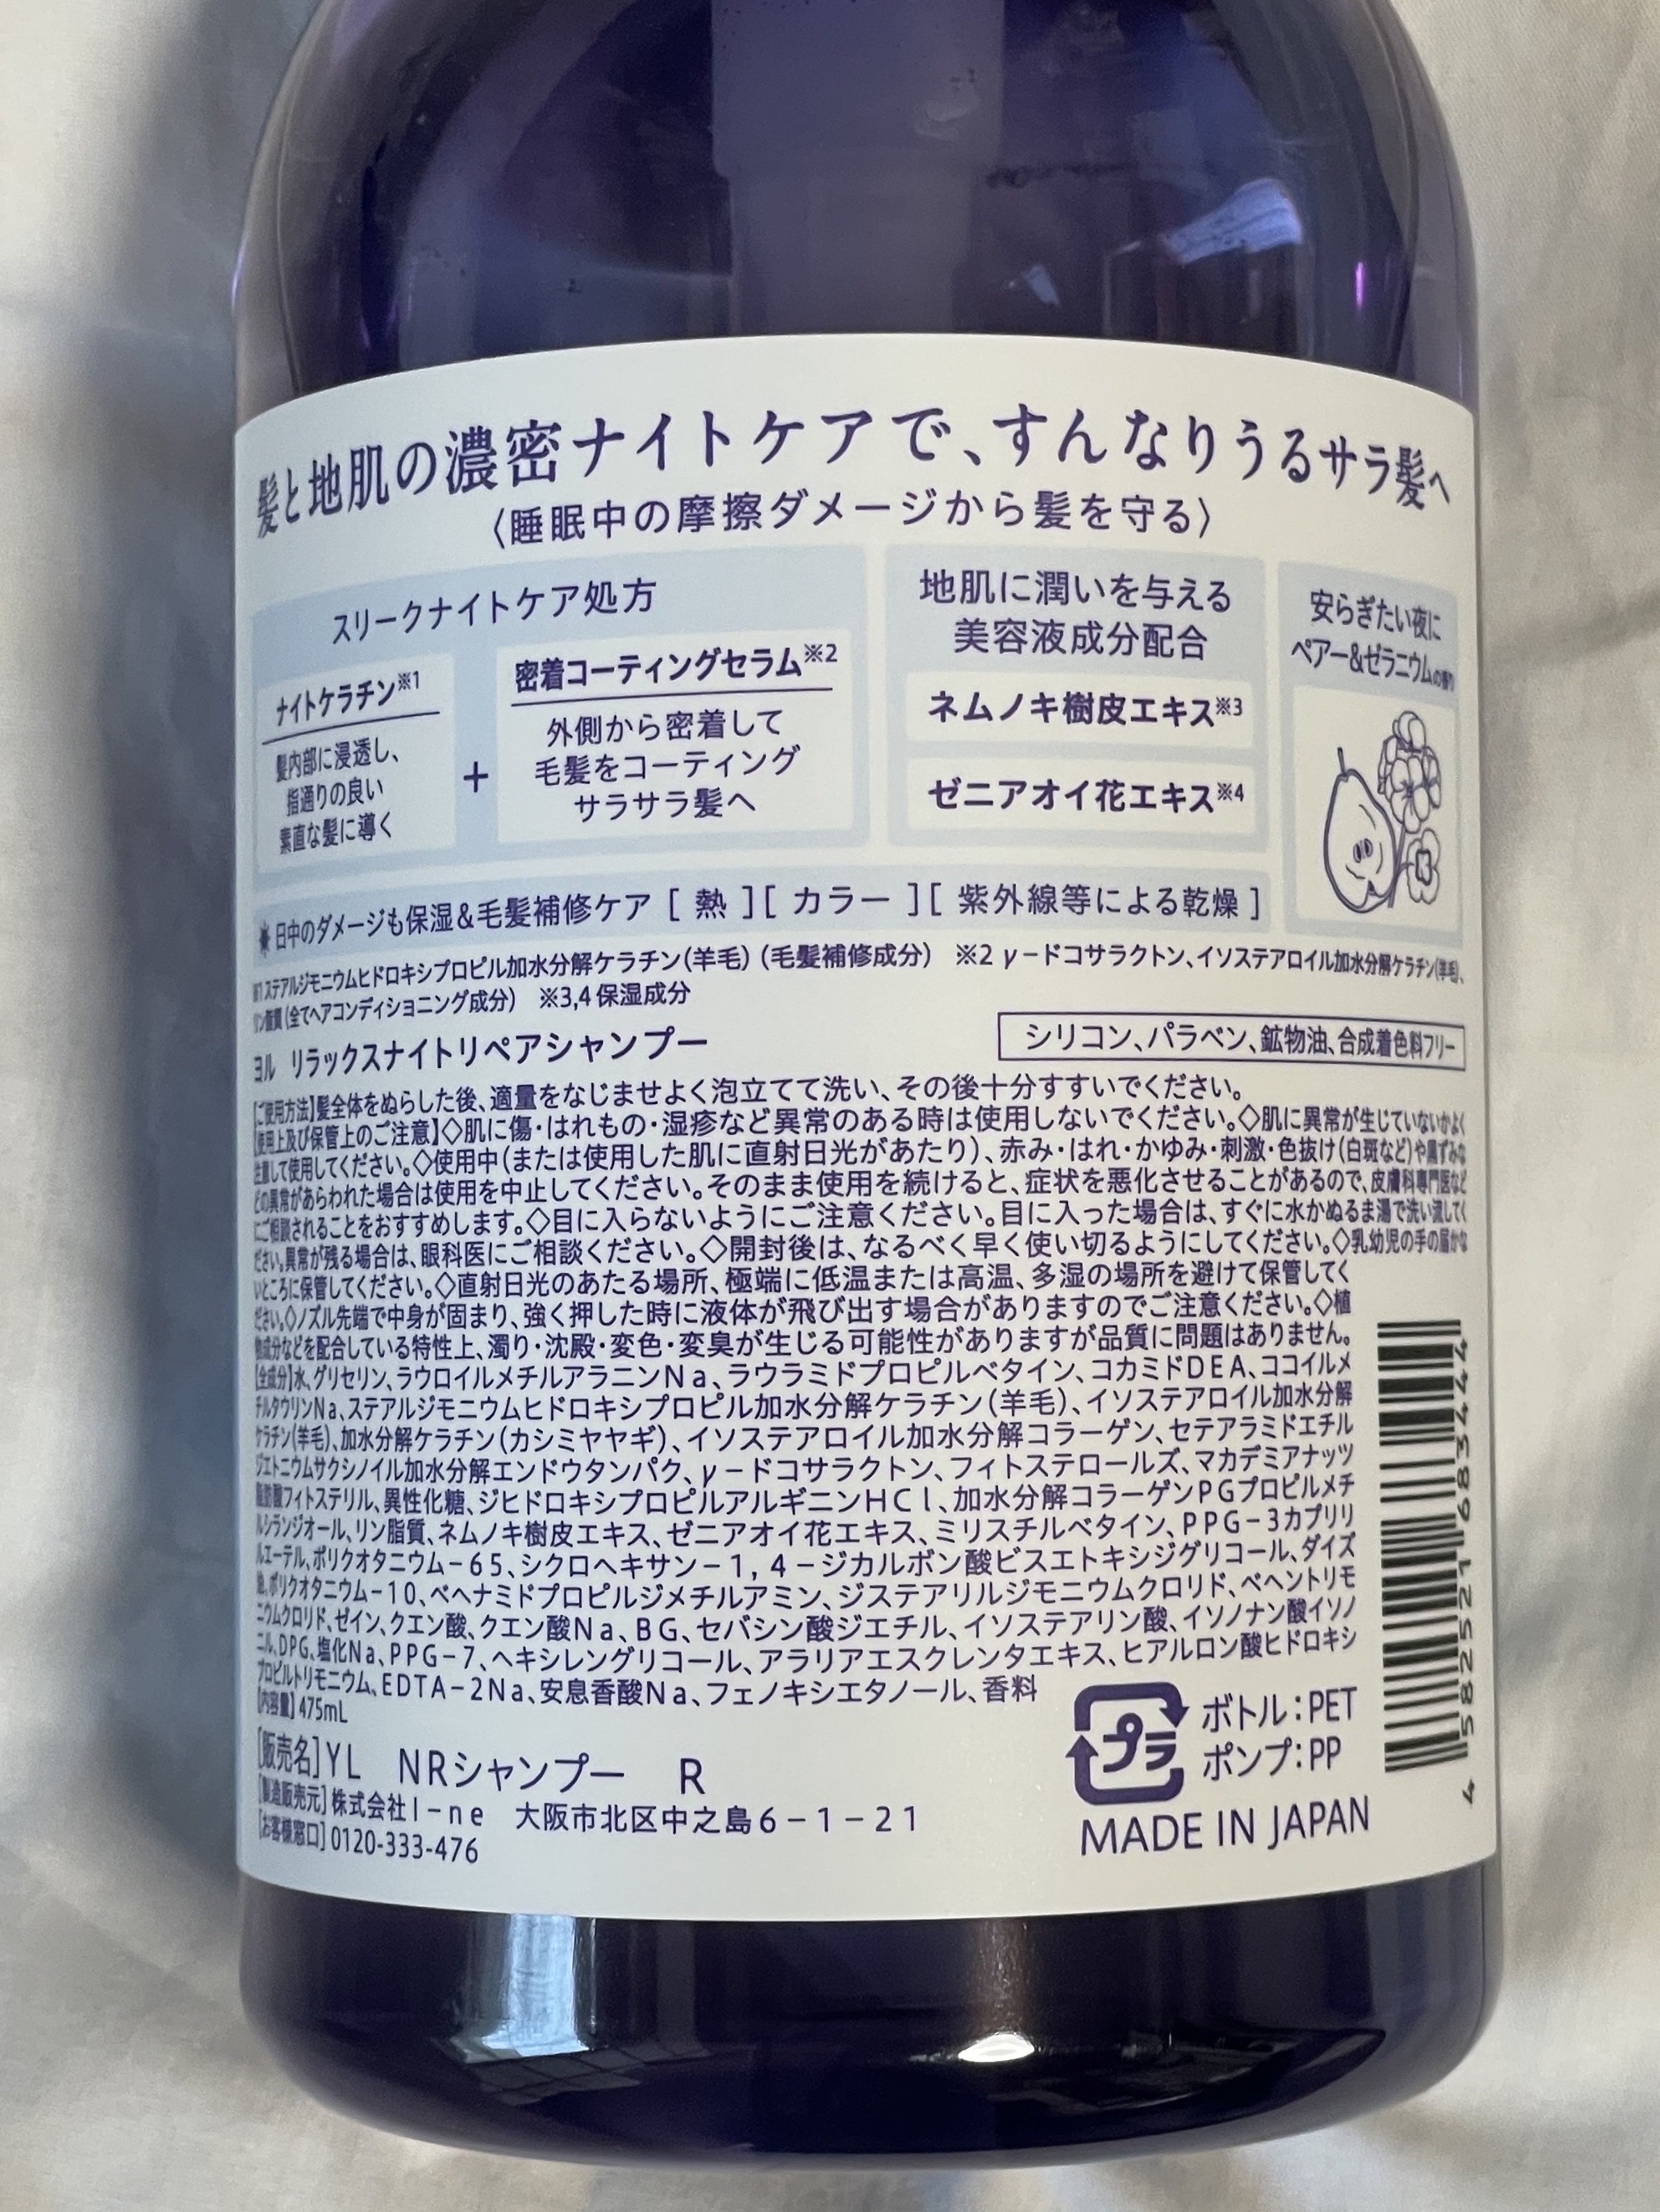 髪と地肌の濃密ナイトケアで、すんなりうるサラ髪へ
〈睡眠中の摩擦ダメージから髪を守る〉
スリークナイトケア処方
ナイトケラチン※1
髪内部に浸透し、
指通りの良い
素直な髪に導く
+
密着コーティングセラム※2
外側から密着して
毛髪をコーティング
サラサラ髪へ
地肌に潤いを与える
美容液成分配合
ネムノキ樹皮エキス※3
ゼニアオイ花エキス※4
安らぎたい夜に
ペアー&ゼラニウムの香り
日中のダメージも保湿&毛髪補修ケア [ 熱 ][ カラー ][ 紫外線等による乾燥 ]
※1 ステアルジモニウムヒドロキシプロピル加水分解ケラチン(羊毛) (毛髪補修成分) ※2 γ-ドコサラクトン、イソステアロイル加水分解ケラチン(羊毛)、
リン脂質 (全てヘアコンディショニング成分) ※3,4 保湿成分
ヨル リラックスナイトリペアシャンプー
シリコン、パラベン、鉱物油、合成着色料フリー
[ご使用方法] 髪全体をぬらした後、適量をなじませよく泡立てて洗い、その後十分すすいでください。
[使用上及び保管上のご注意] ◇肌に傷・はれもの・湿疹など異常のある時は使用しないでください。◇肌に異常が生じていないかよく
注意して使用してください。◇使用中(または使用した肌に直射日光があたり)、赤み・はれ・かゆみ・刺激・色抜け(白斑など)や黒ずみな
どの異常があらわれた場合は使用を中止してください。そのまま使用を続けると、症状を悪化させることがあるので、皮膚科専門医など
にご相談されることをおすすめします。◇目に入らないようにご注意ください。目に入った場合は、すぐに水かぬるま湯で洗い流してく
ださい。異常が残る場合は、眼科医にご相談ください。◇開封後は、なるべく早く使い切るようにしてください。◇乳幼児の手の届かな
いところに保管してください。◇直射日光のあたる場所、極端に低温または高温、多湿の場所を避けて保管してく
ださい。◇ノズル先端で中身が固まり、強く押した時に液体が飛び出す場合がありますのでご注意ください。◇植
物成分などを配合している特性上、濁り・沈殿・変色・変臭が生じる可能性がありますが品質に問題はありません。
[全成分] 水、グリセリン、ラウロイルメチルアラニンNa、ラウラミドプロピルベタイン、コカミドDEA、ココイルメ
チルタウリンNa、ステアルジモニウムヒドロキシプロピル加水分解ケラチン(羊毛)、イソステアロイル加水分解
ケラチン(羊毛)、加水分解ケラチン(カシミヤヤギ)、イソステアロイル加水分解コラーゲン、セテアラミドエチル
ジエトニウムサクシノイル加水分解エンドウタンパク、γ-ドコサラクトン、フィトステロールズ、マカデミアナッツ
脂肪酸フィトステリル、異性化糖、ジヒドロキシプロピルアルギニンHCl、加水分解コラーゲンPGプロピルメチ
ルシランジオール、リン脂質、ネムノキ樹皮エキス、ゼニアオイ花エキス、ミリスチルベタイン、PPG-3カプリリ
ルエーテル、ポリクオタニウム-65、シクロヘキサン-1,4-ジカルボン酸ビスエトキシジグリコール、ダイズ
油、ポリクオタニウム-10、ベヘナミドプロピルジメチルアミン、ジステアリルジモニウムクロリド、ベヘントリモ
ニウムクロリド、ゼイン、クエン酸、クエン酸Na、BG、セバシン酸ジエチル、イソステアリン酸、イソノナン酸イソノ
ニル、DPG、塩化Na、PPG-7、ヘキシレングリコール、アラリアエスクレンタエキス、ヒアルロン酸ヒドロキシ
プロピルトリモニウム、EDTA-2Na、安息香酸Na、フェノキシエタノール、香料
[内容量] 475mL
[販売名] YL NRシャンプー R
[製造販売元] 株式会社I-ne 大阪市北区中之島6-1-21
[お客様窓口] 0120-333-476
プラ
ボトル:PET
ポンプ:PP
MADE IN JAPAN
4 582521 683444